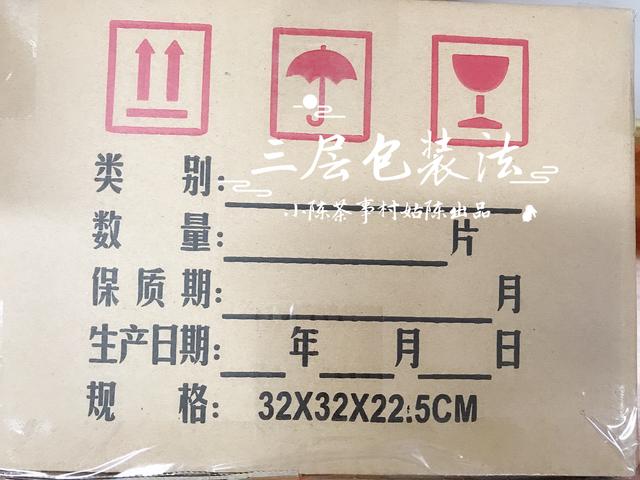 三层包装法
类 别:
小陈茶事村姑陈出品
数 量: 片
保质期: 月
生产日期: 年 月 日
规 格: 32X32X22.5CM